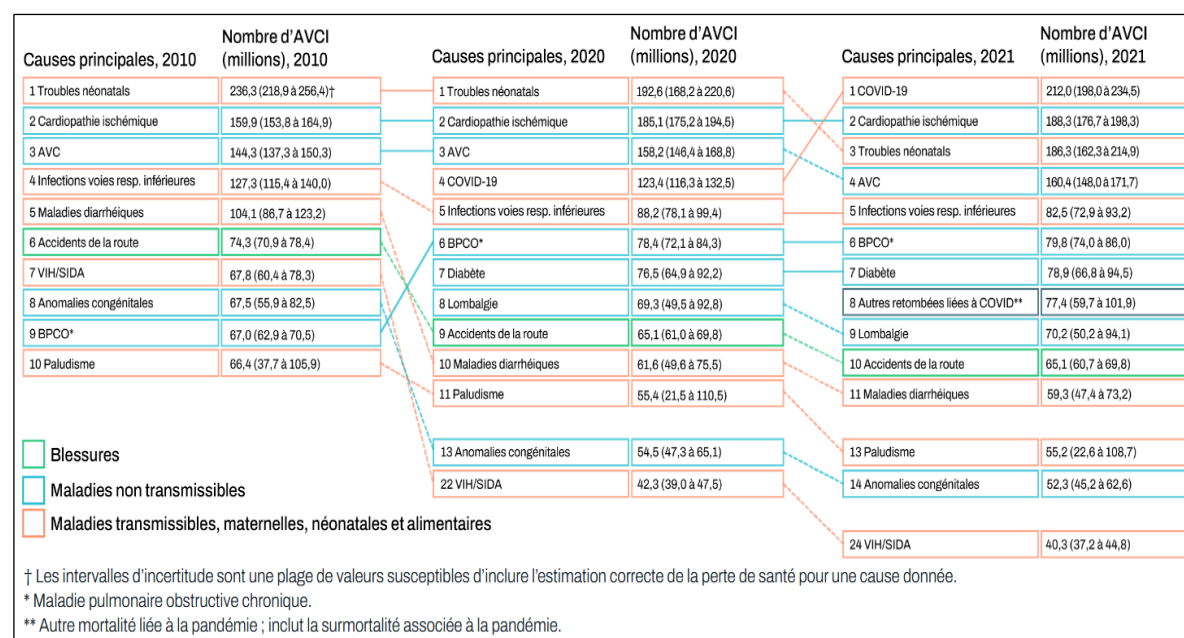 Causes principales, 2010
Nombre d'AVCI
(millions), 2010
1 Troubles néonatals 236,3 (218,9 à 256,4)†
2 Cardiopathie ischémique 159,9 (153,8 à 164,9)
3 AVC 144,3 (137,3 à 150,3)
4 Infections voies resp. inférieures 127,3 (115,4 à 140,0)
5 Maladies diarrhéiques 104,1 (86,7 à 123,2)
6 Accidents de la route 74,3 (70,9 à 78,4)
7 VIH/SIDA 67,8 (60,4 à 78,3)
8 Anomalies congénitales 67,5 (55,9 à 82,5)
9 BPCO* 67,0 (62,9 à 70,5)
10 Paludisme 66,4 (37,7 à 105,9)
Causes principales, 2020
Nombre d'AVCI
(millions), 2020
1 Troubles néonatals 192,6 (168,2 à 220,6)
2 Cardiopathie ischémique 185,1 (175,2 à 194,5)
3 AVC 158,2 (146,4 à 168,8)
4 COVID-19 123,4 (116,3 à 132,5)
5 Infections voies resp. inférieures 88,2 (78,1 à 99,4)
6 BPCO* 78,4 (72,1 à 84,3)
7 Diabète 76,5 (64,9 à 92,2)
8 Lombalgie 69,3 (49,5 à 92,8)
9 Accidents de la route 65,1 (61,0 à 69,8)
10 Maladies diarrhéiques 61,6 (49,6 à 75,5)
11 Paludisme 55,4 (21,5 à 110,5)
13 Anomalies congénitales 54,5 (47,3 à 65,1)
22 VIH/SIDA 42,3 (39,0 à 47,5)
Causes principales, 2021
Nombre d'AVCI
(millions), 2021
1 COVID-19 212,0 (198,0 à 234,5)
2 Cardiopathie ischémique 188,3 (176,7 à 198,3)
3 Troubles néonatals 186,3 (162,3 à 214,9)
4 AVC 160,4 (148,0 à 171,7)
5 Infections voies resp. inférieures 82,5 (72,9 à 93,2)
6 BPCO* 79,8 (74,0 à 86,0)
7 Diabète 78,9 (66,8 à 94,5)
8 Autres retombées liées à COVID** 77,4 (59,7 à 101,9)
9 Lombalgie 70,2 (50,2 à 94,1)
10 Accidents de la route 65,1 (60,7 à 69,8)
11 Maladies diarrhéiques 59,3 (47,4 à 73,2)
13 Paludisme 55,2 (22,6 à 108,7)
14 Anomalies congénitales 52,3 (45,2 à 62,6)
24 VIH/SIDA 40,3 (37,2 à 44,8)
Blessures
Maladies non transmissibles
Maladies transmissibles, maternelles, néonatales et alimentaires
† Les intervalles d'incertitude sont une plage de valeurs susceptibles d'inclure l'estimation correcte de la perte de santé pour une cause donnée.
* Maladie pulmonaire obstructive chronique.
** Autre mortalité liée à la pandémie ; inclut la surmortalité associée à la pandémie.